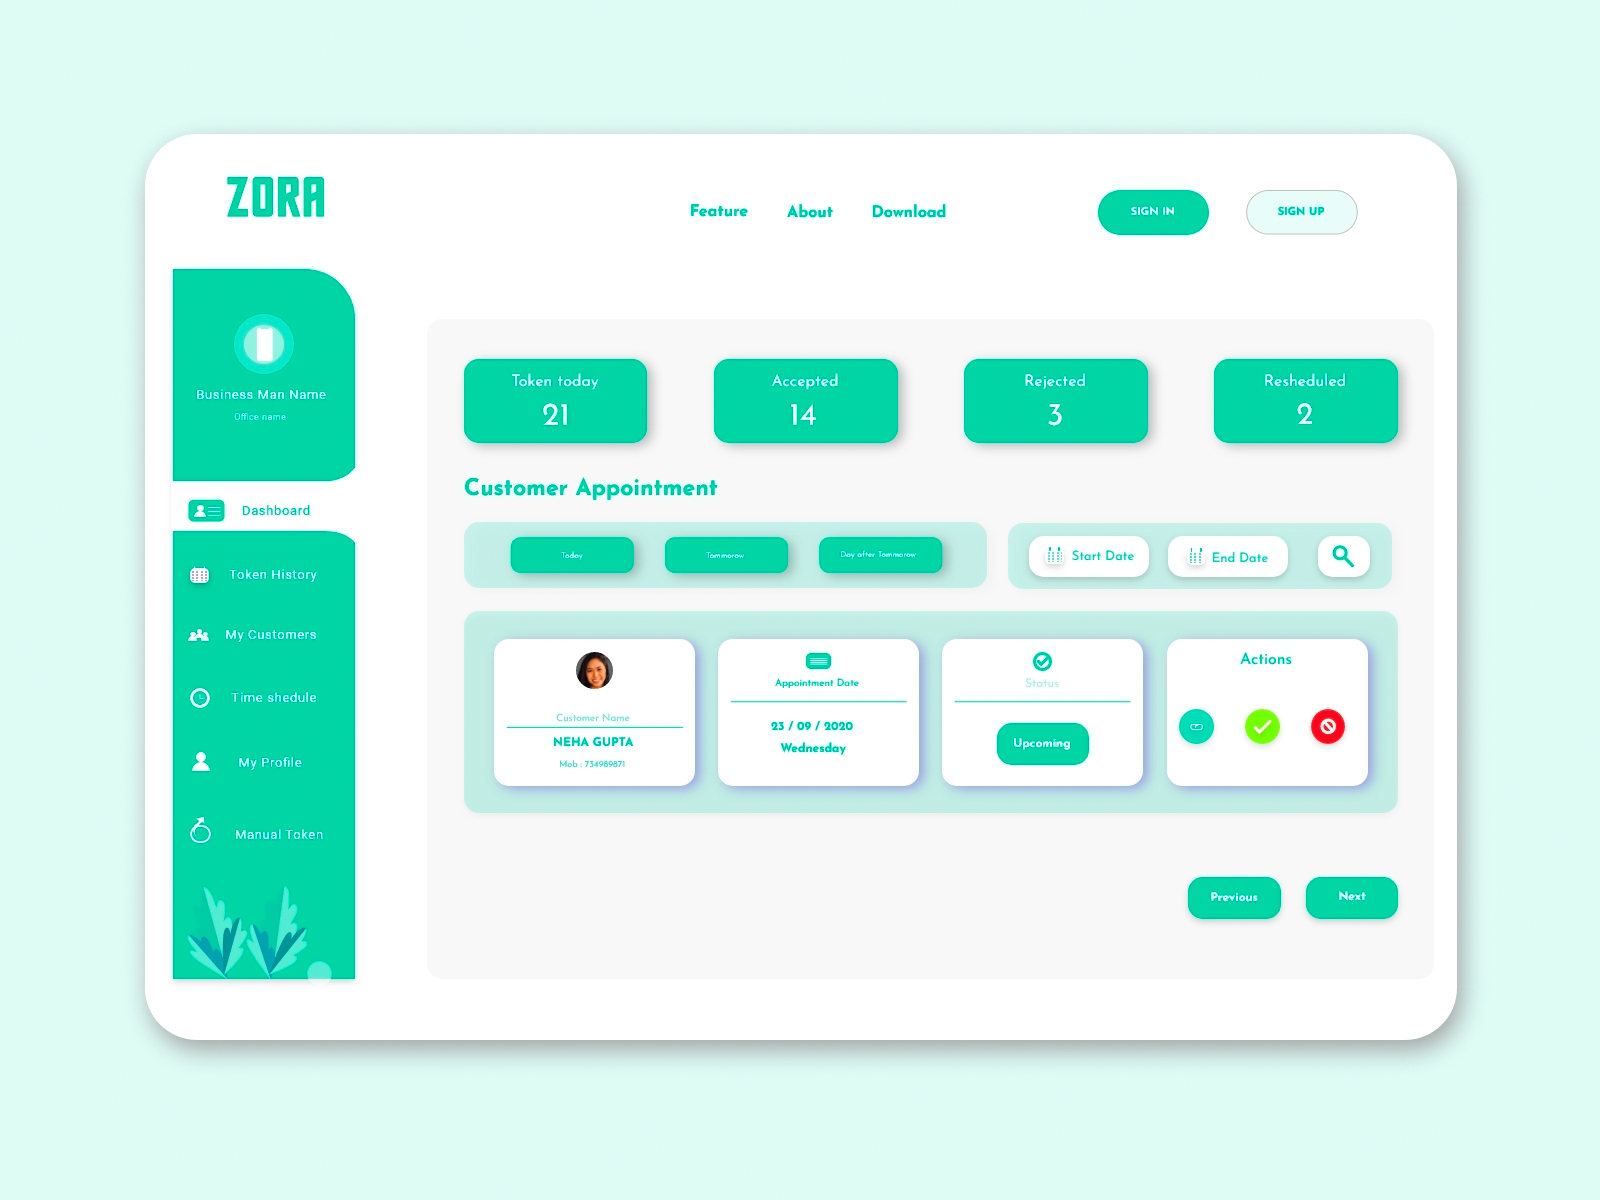 ZORA
Feature
About
Download
SIGN IN
SIGN UP
Business Man Name
Office name
Dashboard
Token History
My Customers
Time shedule
My Profile
Manual Token
Token today
21
Accepted
14
Rejected
3
Resheduled
2
Customer Appointment
Today
Tommorow
Day after Tommorow
Start Date
End Date
Customer Name
NEHA GUPTA
Mob : 734989871
Appointment Date
23 / 09 / 2020
Wednesday
Status
Upcoming
Actions
Previous
Next